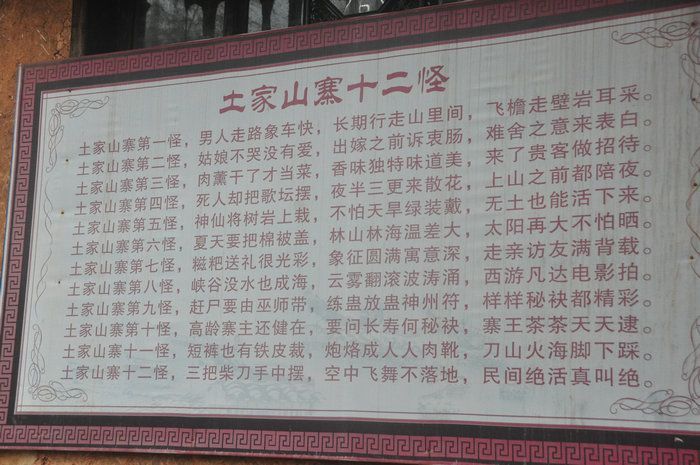 土家山寨十二怪
土家山寨第一怪，男人走路象车快，长期行走山里间，飞檐走壁岩耳采。
土家山寨第二怪，姑娘不哭没有爱，出嫁之前诉衷肠，难舍之意来表白。
土家山寨第三怪，肉薰干了才当菜，香味独特味道美，来了贵客做招待。
土家山寨第四怪，死人却把歌坛摆，夜半三更来散花，上山之前都陪夜。
土家山寨第五怪，神仙将树岩上栽，不怕天旱绿装戴，无土也能活下来。
土家山寨第六怪，夏天要把棉被盖，林山林海温差大，太阳再大不怕晒。
土家山寨第七怪，糍粑送礼很光彩，象征圆满寓意深，走亲访友满背载。
土家山寨第八怪，峡谷没水也成海，云雾翻滚波涛涌，西游凡达电影拍。
土家山寨第九怪，赶尸要由巫师带，练蛊放蛊神州符，样样秘诀都精彩。
土家山寨第十怪，高龄寨主还健在，要问长寿何秘诀，寨王茶茶天天逮。
土家山寨十一怪，短裤也有铁皮裁，炮烙成人人肉靴，刀山火海脚下踩。
土家山寨十二怪，三把柴刀手中摆，空中飞舞不落地，民间绝活真叫绝。